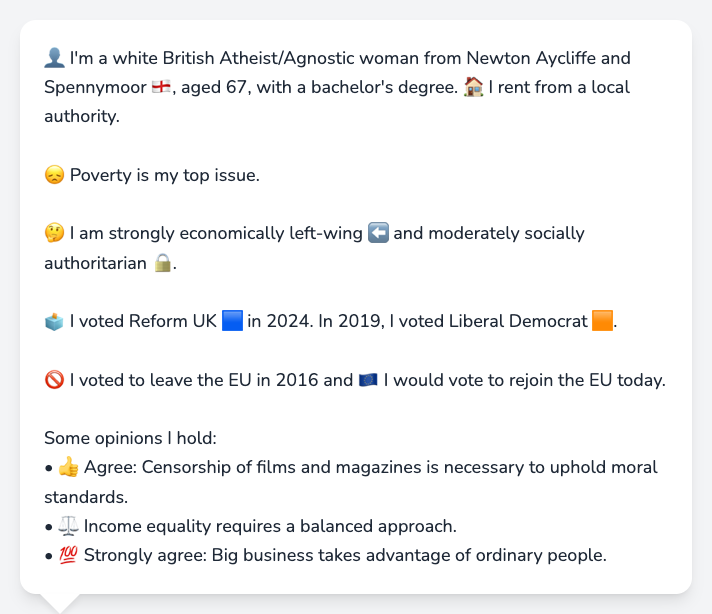 👤 I'm a white British Atheist/Agnostic woman from Newton Aycliffe and
Spennymoor 🏴󠁧󠁢󠁥󠁮󠁧󠁿, aged 67, with a bachelor's degree. 🏠 I rent from a local
authority.
😞 Poverty is my top issue.
🤔 I am strongly economically left-wing ⬅️ and moderately socially
authoritarian 🔒.
🗳️ I voted Reform UK 🟦 in 2024. In 2019, I voted Liberal Democrat 🟧.
🚫 I voted to leave the EU in 2016 and 🇪🇺 I would vote to rejoin the EU today.
Some opinions I hold:
• 👍 Agree: Censorship of films and magazines is necessary to uphold moral
standards.
• ⚖️ Income equality requires a balanced approach.
• 💯 Strongly agree: Big business takes advantage of ordinary people.